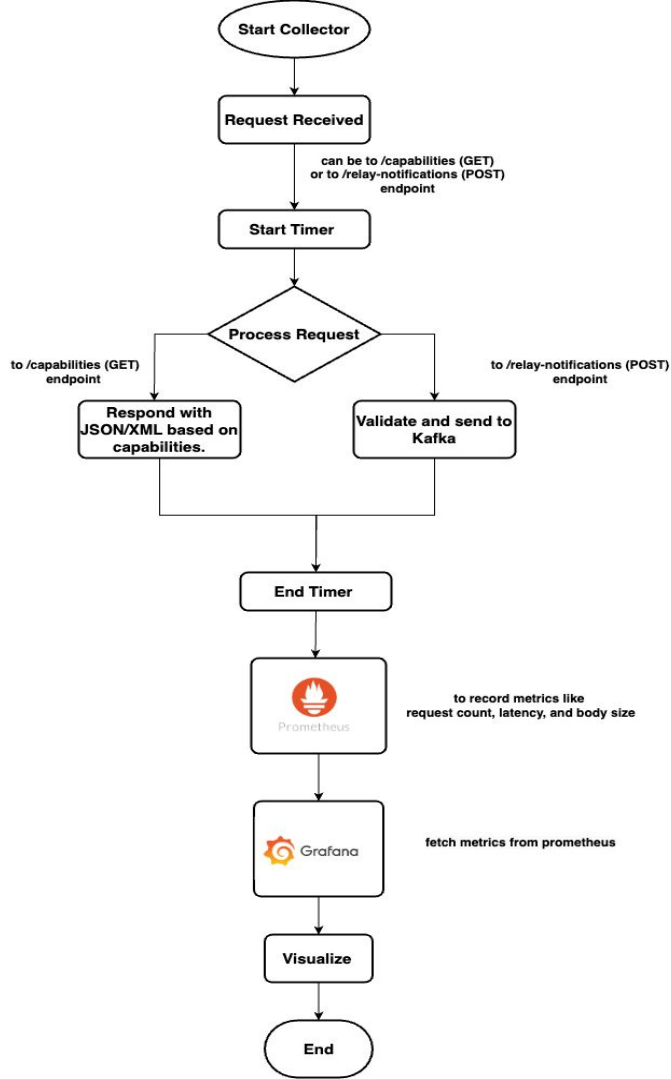 Start Collector
Request Received
can be to /capabilities (GET)
or to /relay-notifications (POST)
endpoint
Start Timer
Process Request
to /capabilities (GET)
endpoint
to /relay-notifications (POST)
endpoint
Respond with
JSON/XML based on
capabilities.
Validate and send to
Kafka
End Timer
Prometheus
to record metrics like
request count, latency, and body size
Grafana
fetch metrics from prometheus
Visualize
End